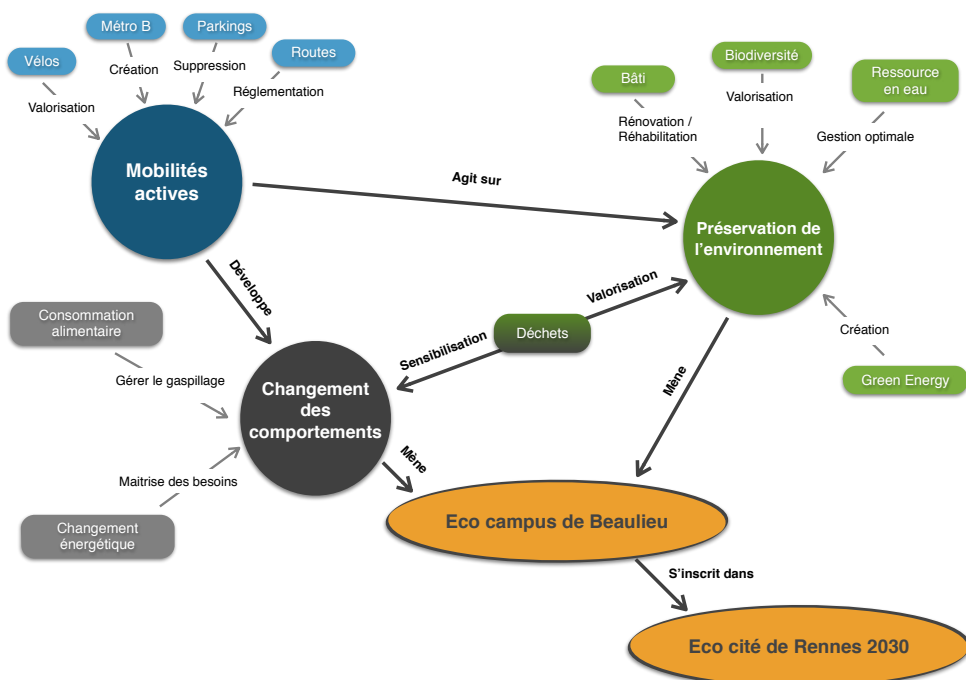 Métro B
Parkings
Vélos
Routes
Création
Suppression
Valorisation
Réglementation
Mobilités
actives
Biodiversité
Bâti
Ressource
en eau
Valorisation
Rénovation /
Réhabilitation
Gestion optimale
Agit sur
Préservation de
l'environnement
Développe
Valorisation
Consommation
alimentaire
Déchets
Sensibilisation
Création
Gérer le gaspillage
Green Energy
Changement
des
comportements
Mène
Mène
Maitrise des besoins
Changement
énergétique
Eco campus de Beaulieu
S'inscrit dans
Eco cité de Rennes 2030